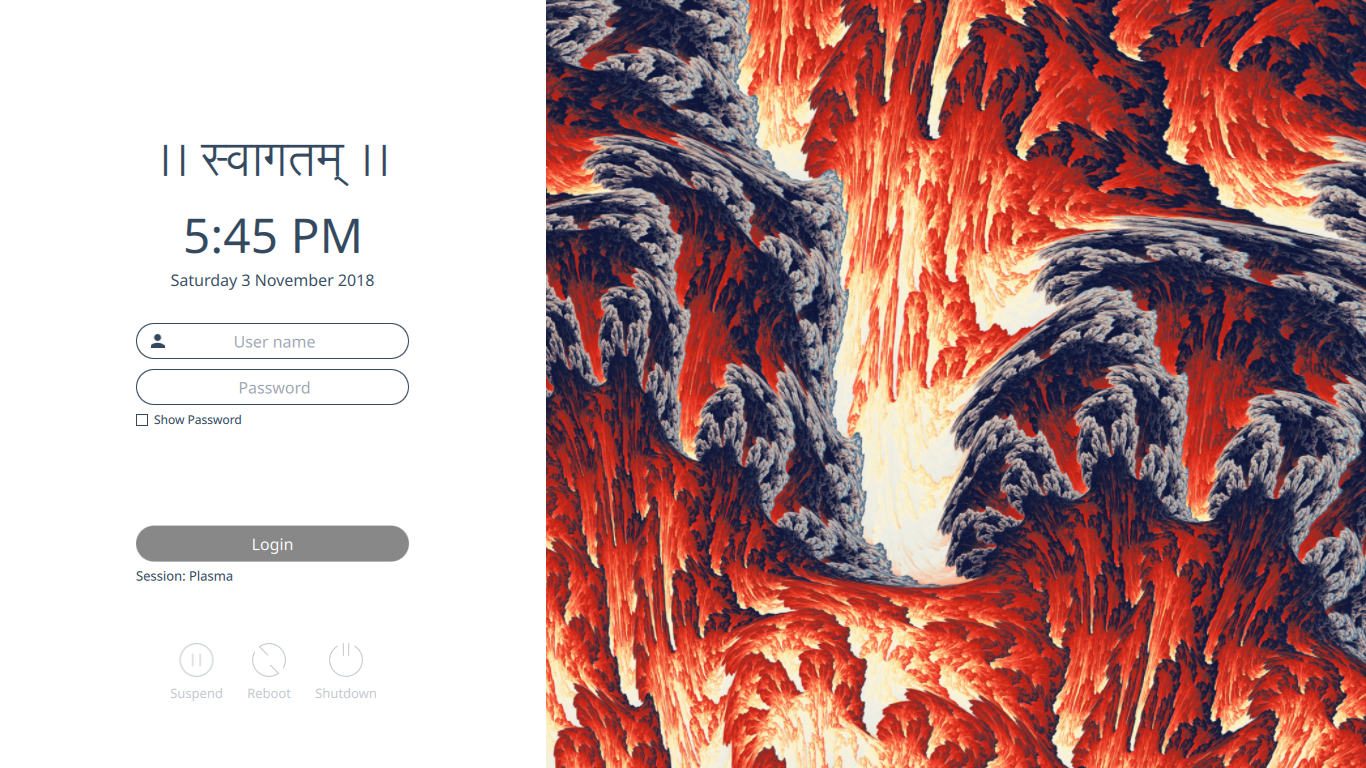 ।। स्वागतम् ।।
5:45 PM
Saturday 3 November 2018
User name
Password
Show Password
Login
Session: Plasma
Suspend Reboot Shutdown